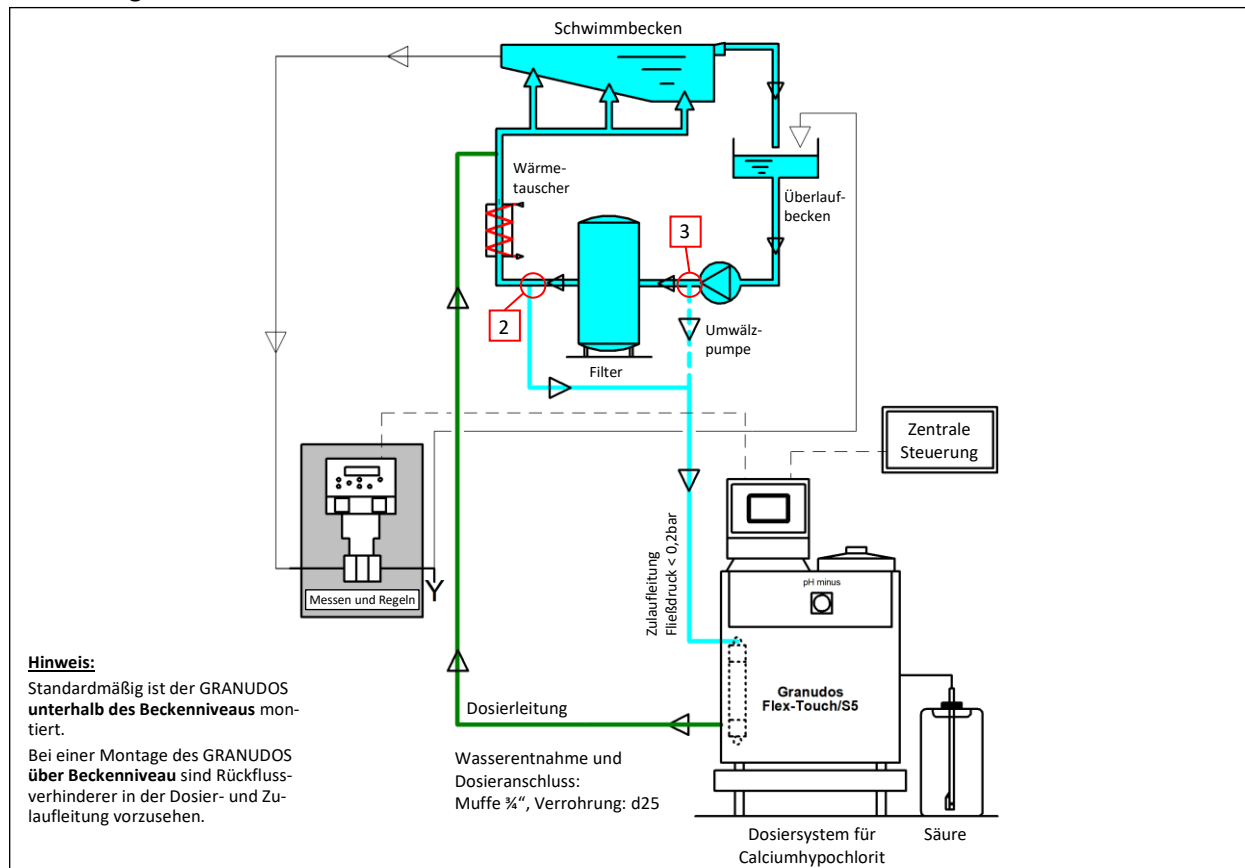 Schwimmbecken
Wärme-
tauscher
Überlauf-
becken
3
2
Umwälz-
pumpe
Filter
Zentrale
Steuerung
Zulaufleitung
Fließdruck < 0,2bar
pH minus
Messen und Regeln
Granudos
Flex-Touch/S5
Dosierleitung
Hinweis:
Standardmäßig ist der GRANUDOS
unterhalb des Beckenniveaus mon-
tiert.
Bei einer Montage des GRANUDOS
über Beckenniveau sind Rückfluss-
verhinderer in der Dosier- und Zu-
laufleitung vorzusehen.
Wasserentnahme und
Dosieranschluss:
Muffe ¾“, Verrohrung: d25
Dosiersystem für
Calciumhypochlorit
Säure